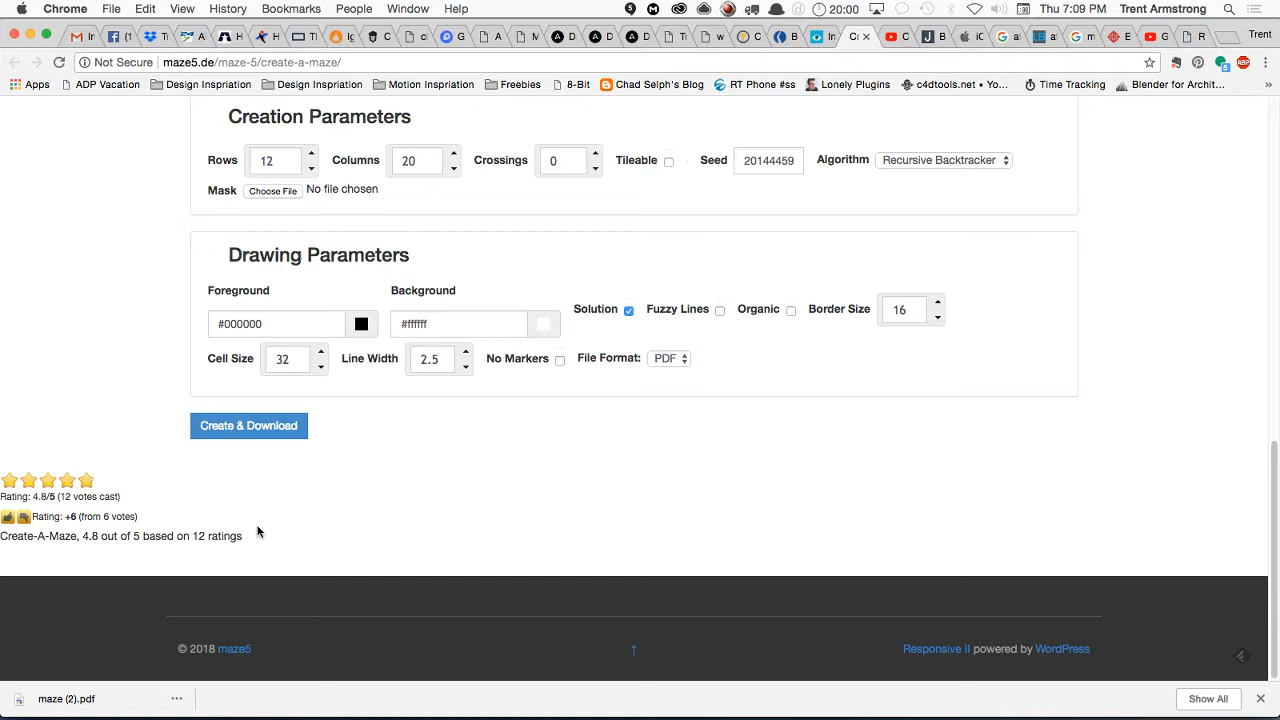 Chrome File Edit View History Bookmarks People Window Help 5 20:00 Thu 7:09 PM Trent Armstrong
Trent
Not Secure maze5.de/maze-5/create-a-maze/
Apps ADP Vacation Design Inspriation Design Inspriation Motion Inspriation Freebies 8-Bit Chad Selph's Blog RT Phone #ss Lonely Plugins c4dtools.net • Yo… Time Tracking Blender for Archit… »
Creation Parameters
Rows 12 Columns 20 Crossings 0 Tileable Seed 20144459 Algorithm Recursive Backtracker
Mask Choose File No file chosen
Drawing Parameters
Foreground Background
#000000 #ffffff Solution Fuzzy Lines Organic Border Size 16
Cell Size 32 Line Width 2.5 No Markers File Format: PDF
Create & Download
Rating: 4.8/5 (12 votes cast)
Rating: +6 (from 6 votes)
Create-A-Maze, 4.8 out of 5 based on 12 ratings
© 2018 maze5 ↑ Responsive II powered by WordPress
maze (2).pdf Show All